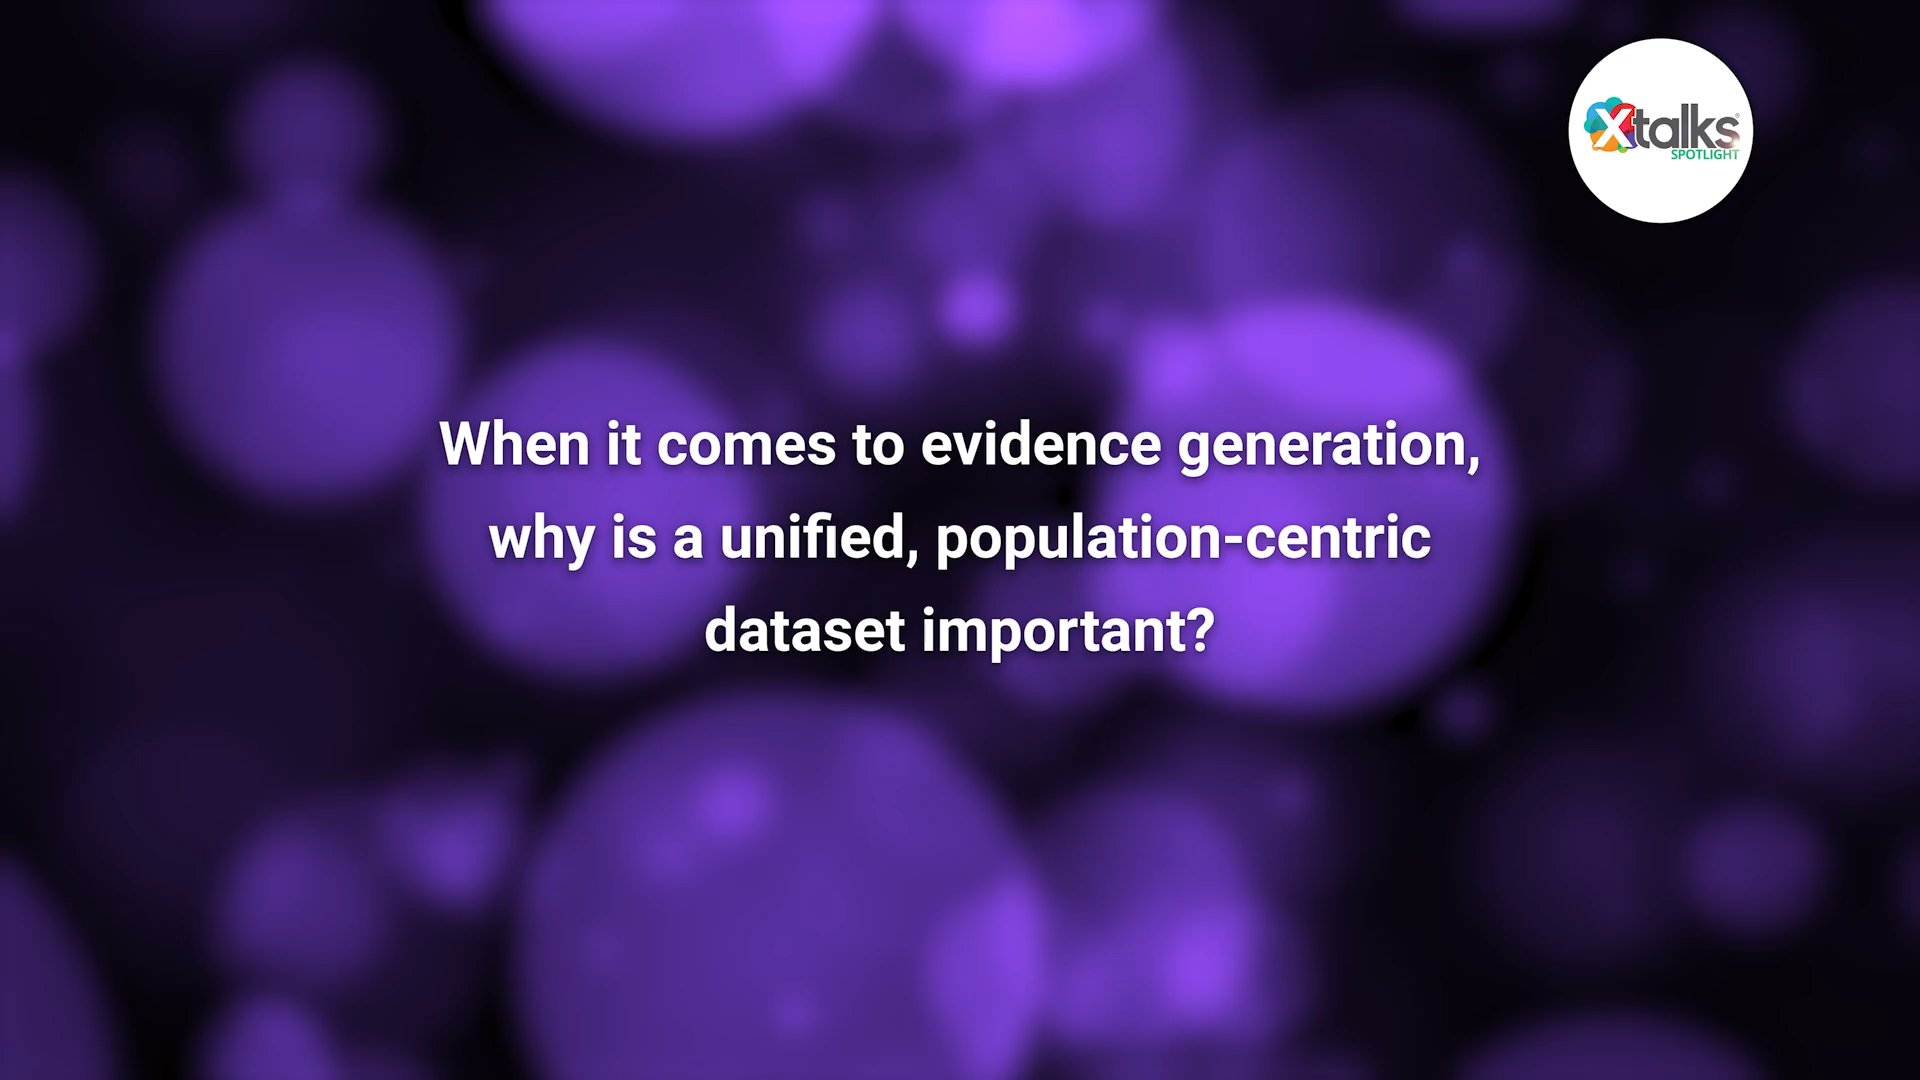 Xtalks
SPOTLIGHT
When it comes to evidence generation,
why is a unified, population-centric
dataset important?